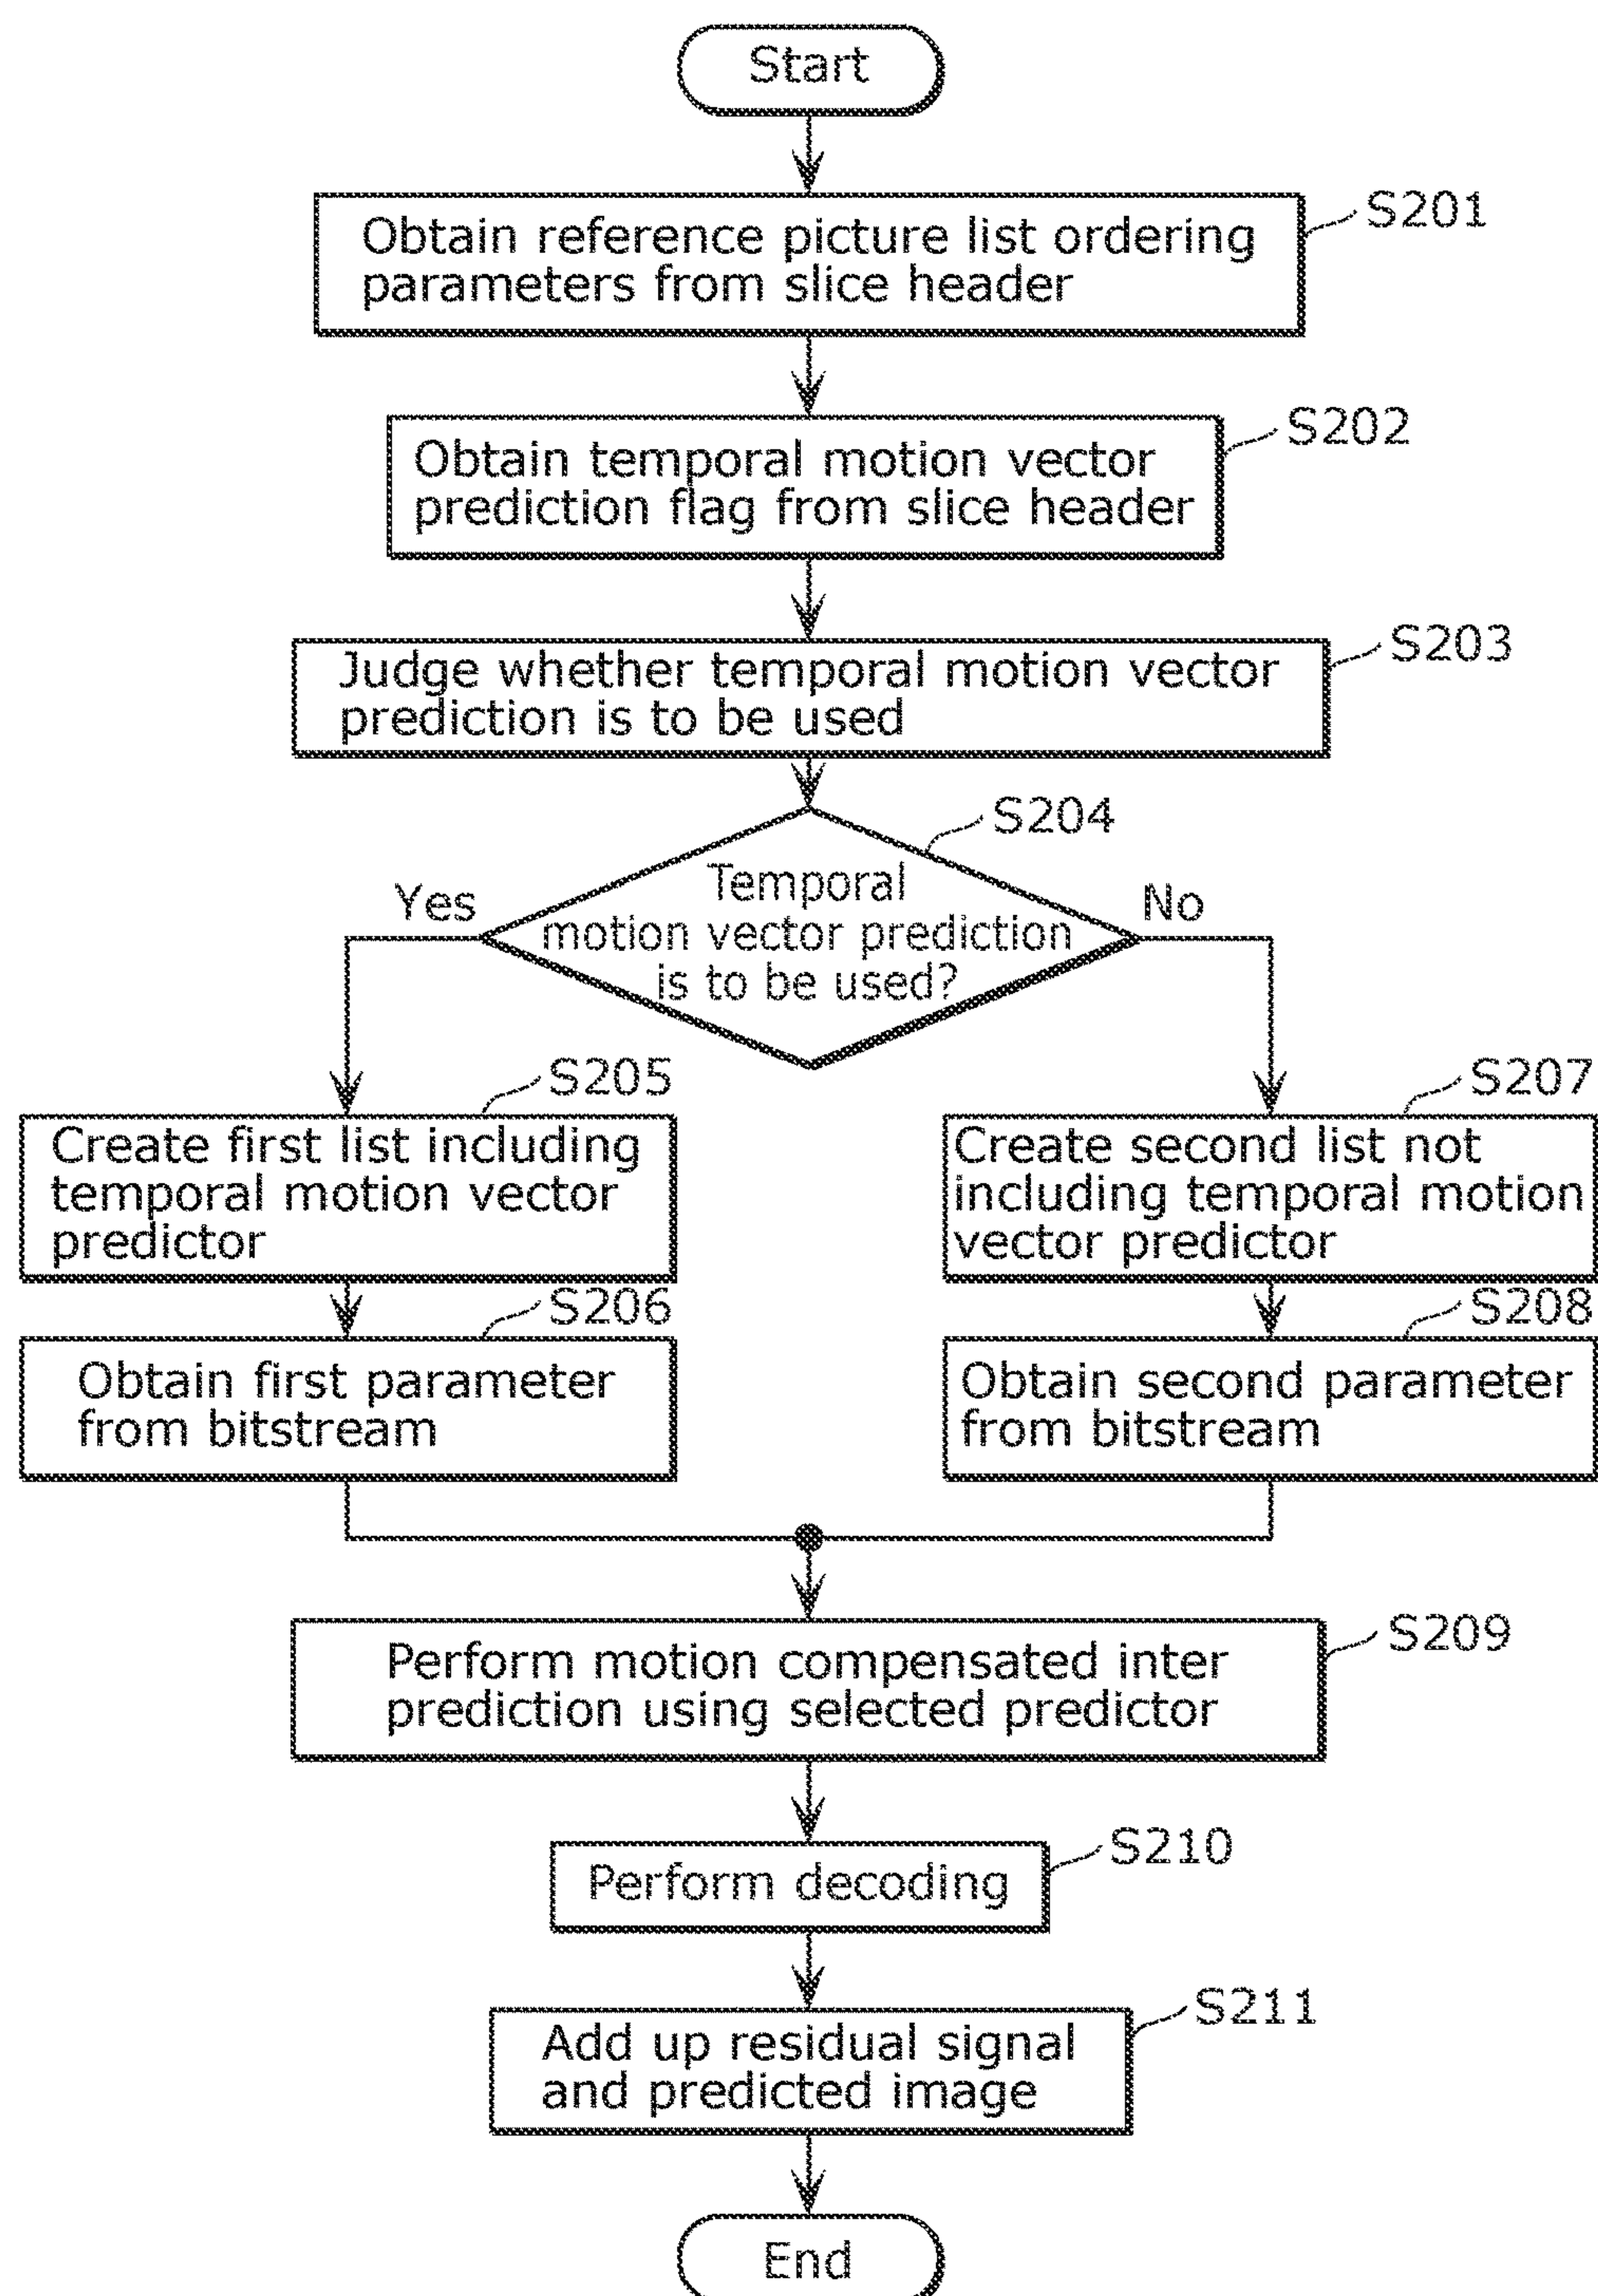 Start
S201
Obtain reference picture list ordering
parameters from slice header
S202
Obtain temporal motion vector
prediction flag from slice header
S203
Judge whether temporal motion vector
prediction is to be used
S204
Temporal
motion vector prediction
is to be used?
Yes
No
S205
Create first list including
temporal motion vector
predictor
S206
Obtain first parameter
from bitstream
S207
Create second list not
including temporal motion
vector predictor
S208
Obtain second parameter
from bitstream
S209
Perform motion compensated inter
prediction using selected predictor
S210
Perform decoding
S211
Add up residual signal
and predicted image
End